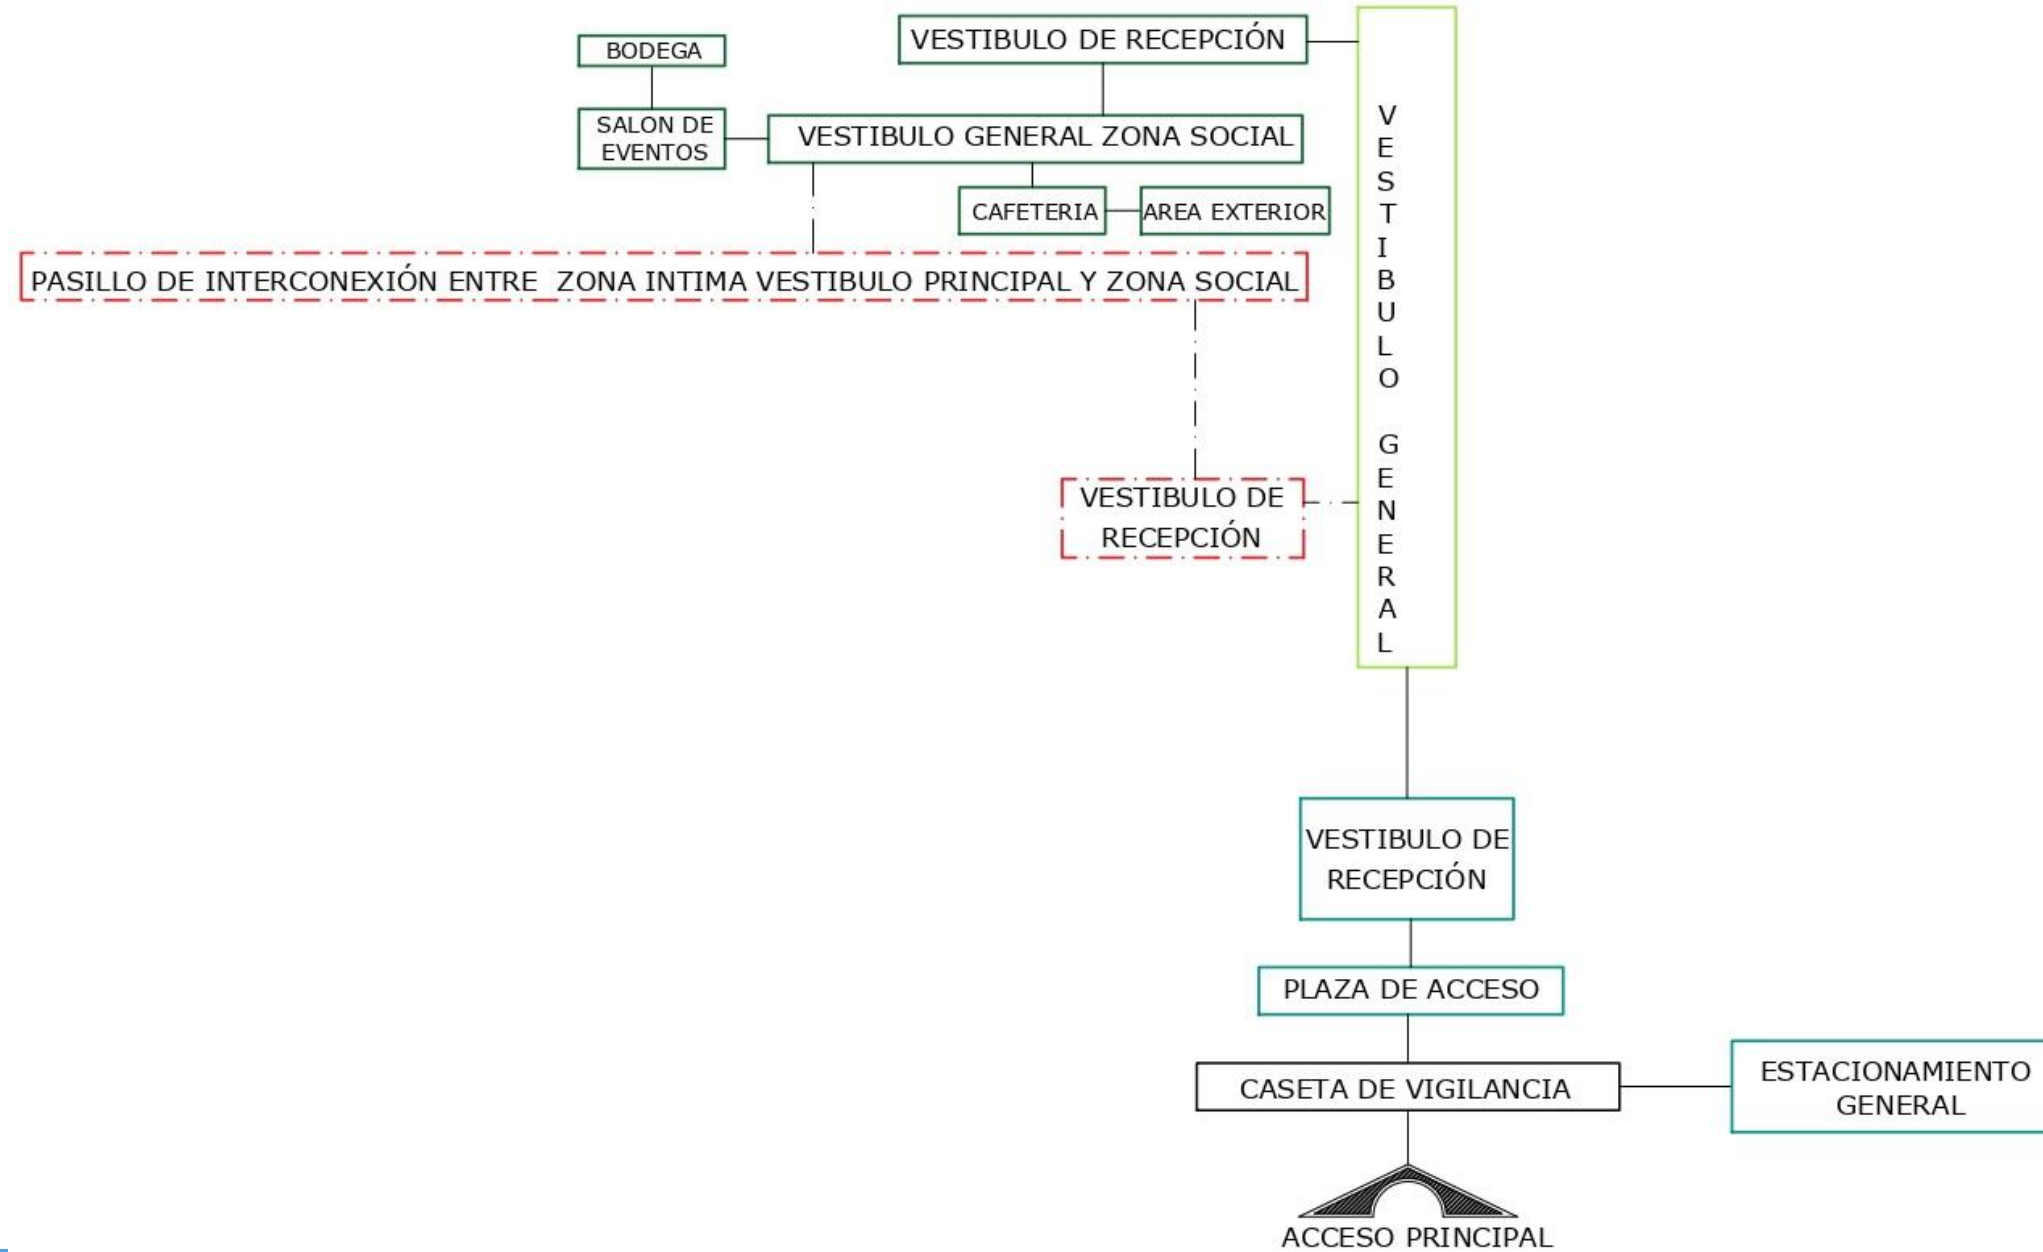 VESTIBULO DE RECEPCIÓN
BODEGA
SALON DE
EVENTOS
VESTIBULO GENERAL ZONA SOCIAL
CAFETERIA
AREA EXTERIOR
PASILLO DE INTERCONEXIÓN ENTRE ZONA INTIMA VESTIBULO PRINCIPAL Y ZONA SOCIAL
VESTIBULO GENERAL
VESTIBULO DE
RECEPCIÓN
VESTIBULO DE
RECEPCIÓN
PLAZA DE ACCESO
CASETA DE VIGILANCIA
ESTACIONAMIENTO
GENERAL
ACCESO PRINCIPAL